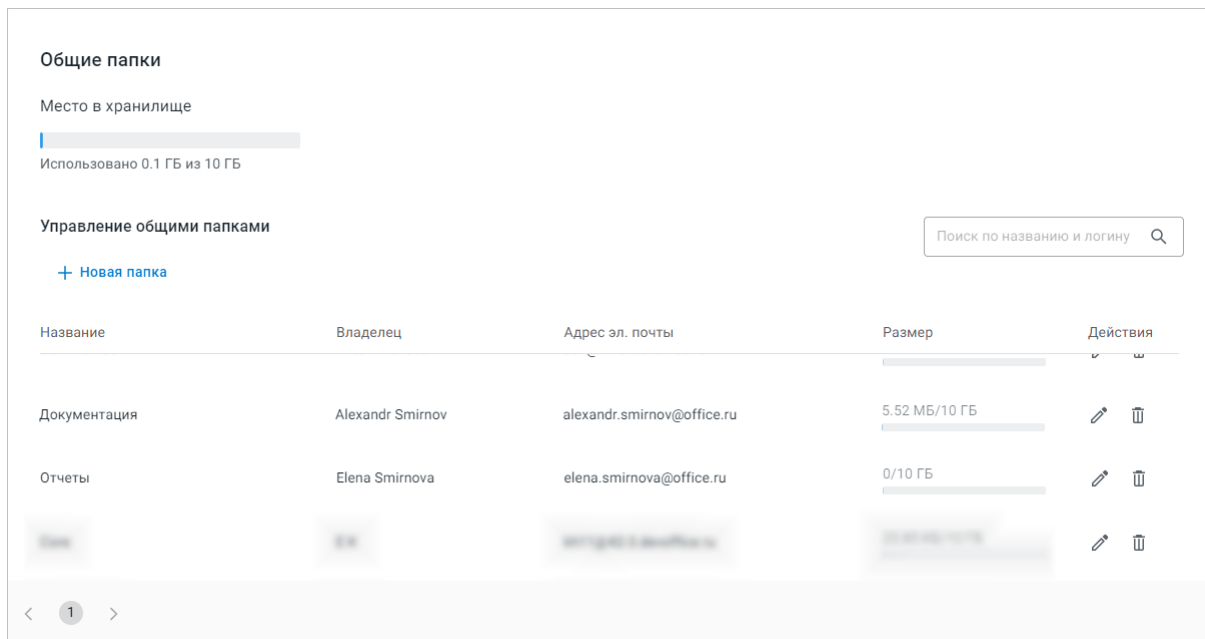 Общие папки
Место в хранилище
Использовано 0.1 ГБ из 10 ГБ
Управление общими папками
Поиск по названию и логину
+ Новая папка
Название Владелец Адрес эл. почты Размер Действия
Документация Alexandr Smirnov alexandr.smirnov@office.ru 5.52 МБ/10 ГБ
Отчеты Elena Smirnova elena.smirnova@office.ru 0/10 ГБ
1